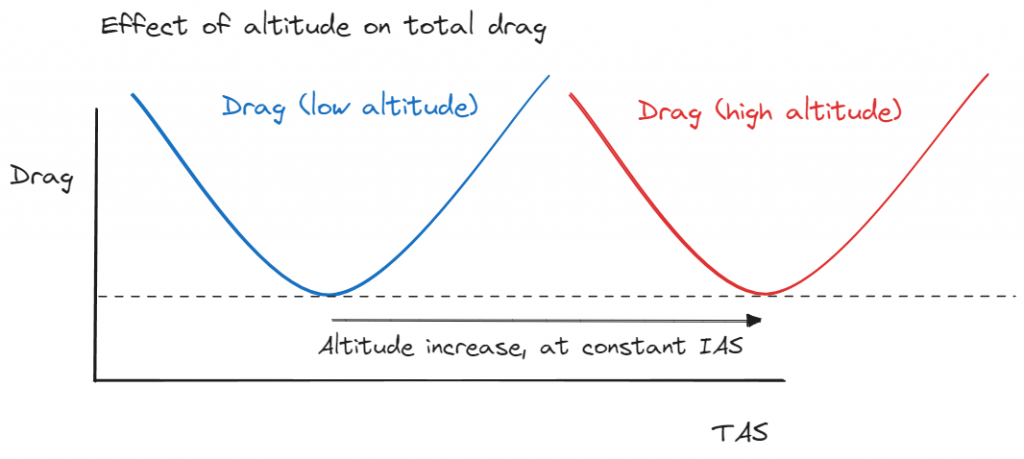 Effect of altitude on total drag
Drag (low altitude)
Drag (high altitude)
Drag
Altitude increase, at constant IAS
TAS